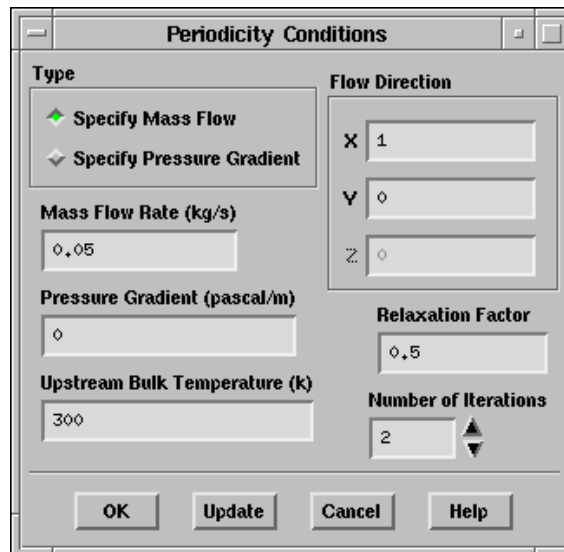 Periodicity Conditions
Type
Specify Mass Flow
Specify Pressure Gradient
Mass Flow Rate (kg/s)
0.05
Pressure Gradient (pascal/m)
0
Upstream Bulk Temperature (k)
300
Flow Direction
X 1
Y 0
Z 0
Relaxation Factor
0.5
Number of Iterations
2
OK Update Cancel Help